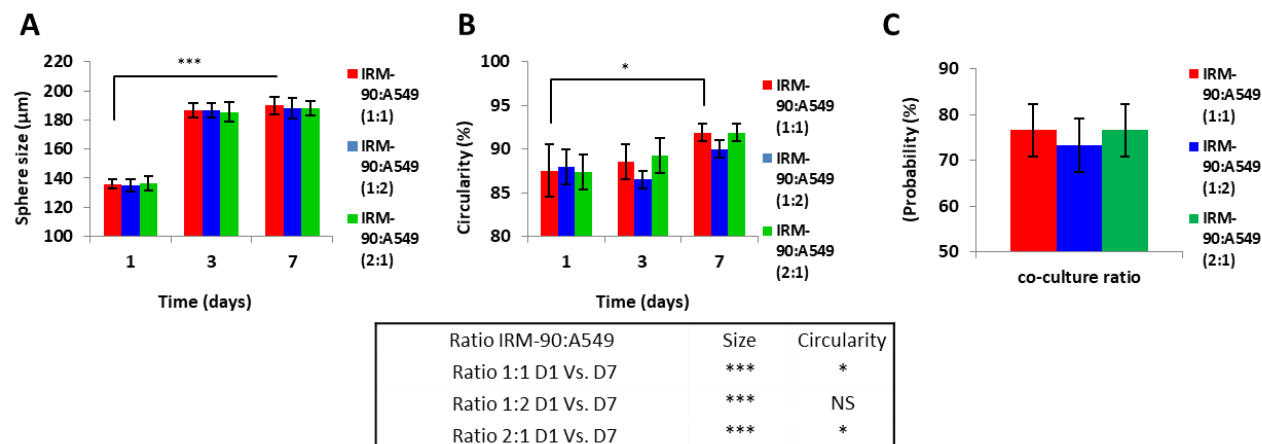 A
Sphere size (μm)
220
200
180
160
140
120
100
***
1
3
7
Time (days)
IRM-
90:A549
(1:1)
IRM-
90:A549
(1:2)
IRM-
90:A549
(2:1)
B
Circularity (%)
100
95
90
85
80
*
1
3
7
Time (days)
IRM-
90:A549
(1:1)
IRM-
90:A549
(1:2)
IRM-
90:A549
(2:1)
C
(Probability (%)
90
80
70
60
50
co-culture ratio
IRM-
90:A549
(1:1)
IRM-
90:A549
(1:2)
IRM-
90:A549
(2:1)
Ratio IRM-90:A549 Size Circularity
Ratio 1:1 D1 Vs. D7 *** *
Ratio 1:2 D1 Vs. D7 *** NS
Ratio 2:1 D1 Vs. D7 *** *